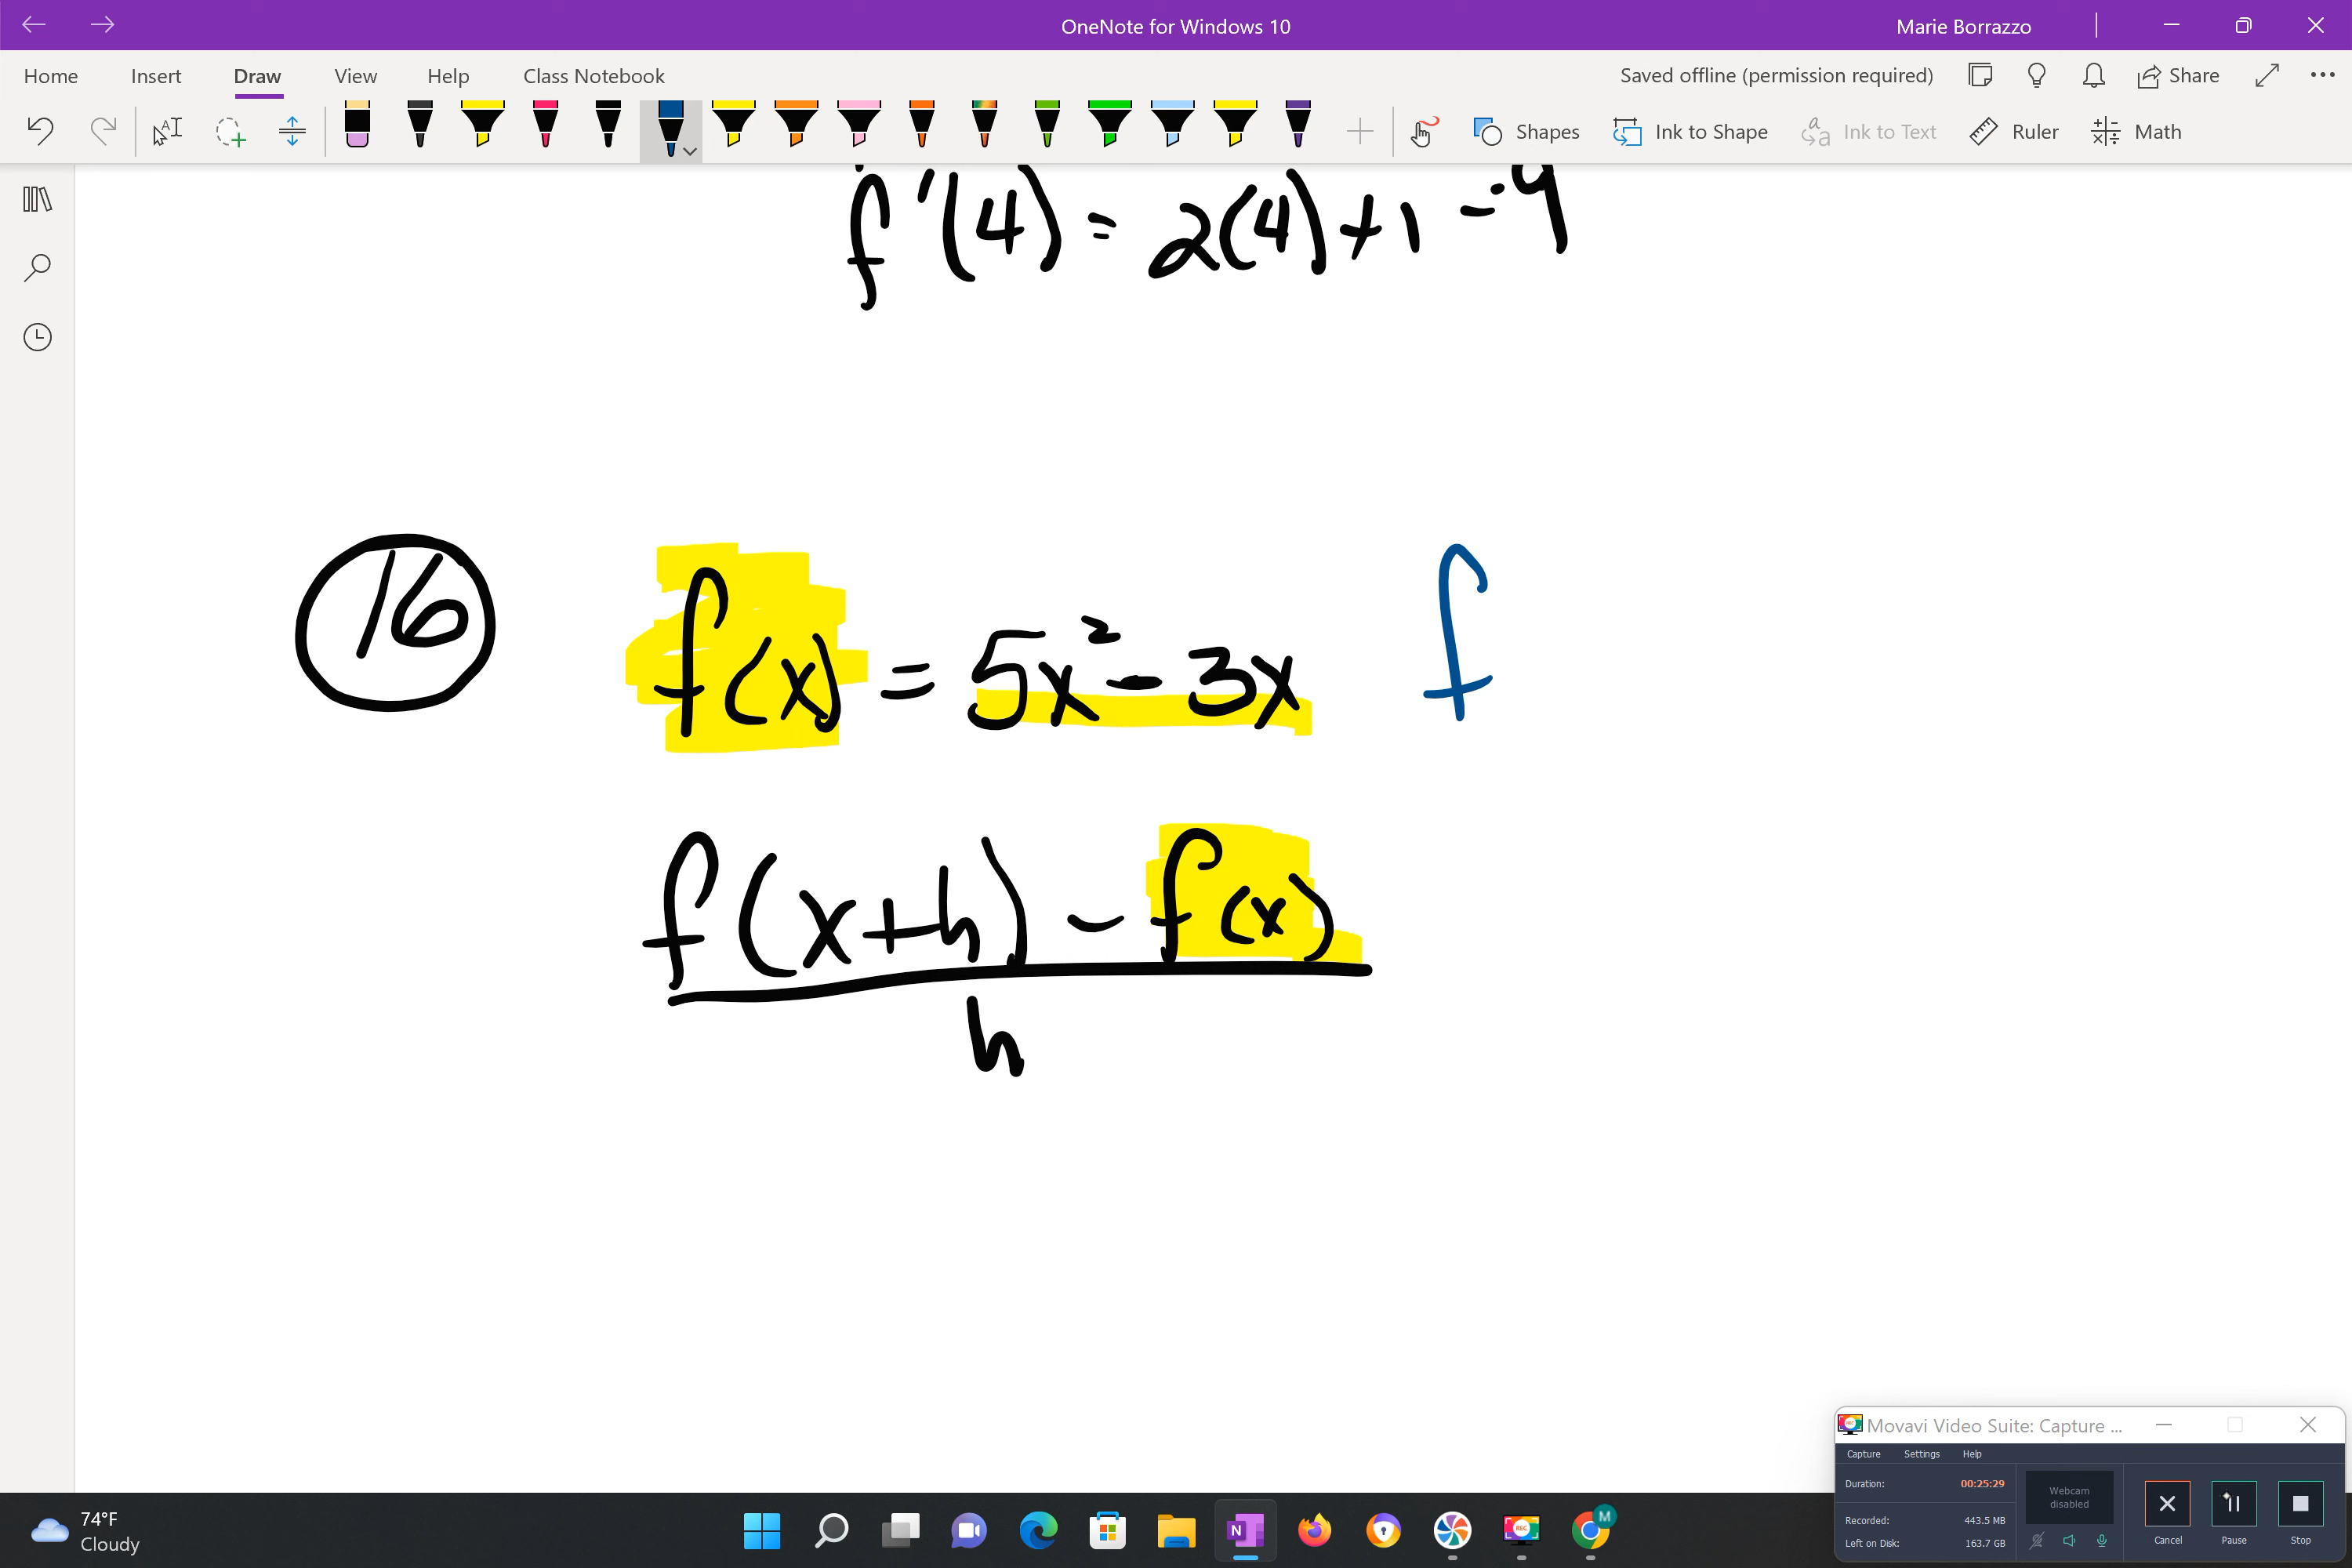 OneNote for Windows 10
Marie Borrazzo
Home Insert Draw View Help Class Notebook
Saved offline (permission required) Share
Shapes Ink to Shape Ink to Text Ruler Math
f'(4) = 2(4)+1 = 9
16 f(x) = 5x² - 3x f
f(x+h) - f(x)
h
Movavi Video Suite: Capture ...
Capture Settings Help
Duration: 00:25:29
Webcam disabled
Recorded: 443.5 MB
Left on Disk: 163.7 GB
Cancel Pause Stop
74°F
Cloudy